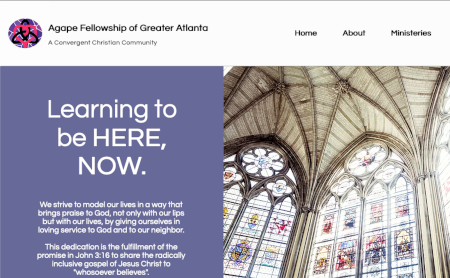 Agape Fellowship of Greater Atlanta
A Convergent Christian Community
Home About Ministeries
Learning to
be HERE,
NOW.
We strive to model our lives in a way that
brings praise to God, not only with our lips
but with our lives, by giving ourselves in
loving service to God and to our neighbor.
This dedication is the fulfillment of the
promise in John 3:16 to share the radically
inclusive gospel of Jesus Christ to
"whosoever believes".